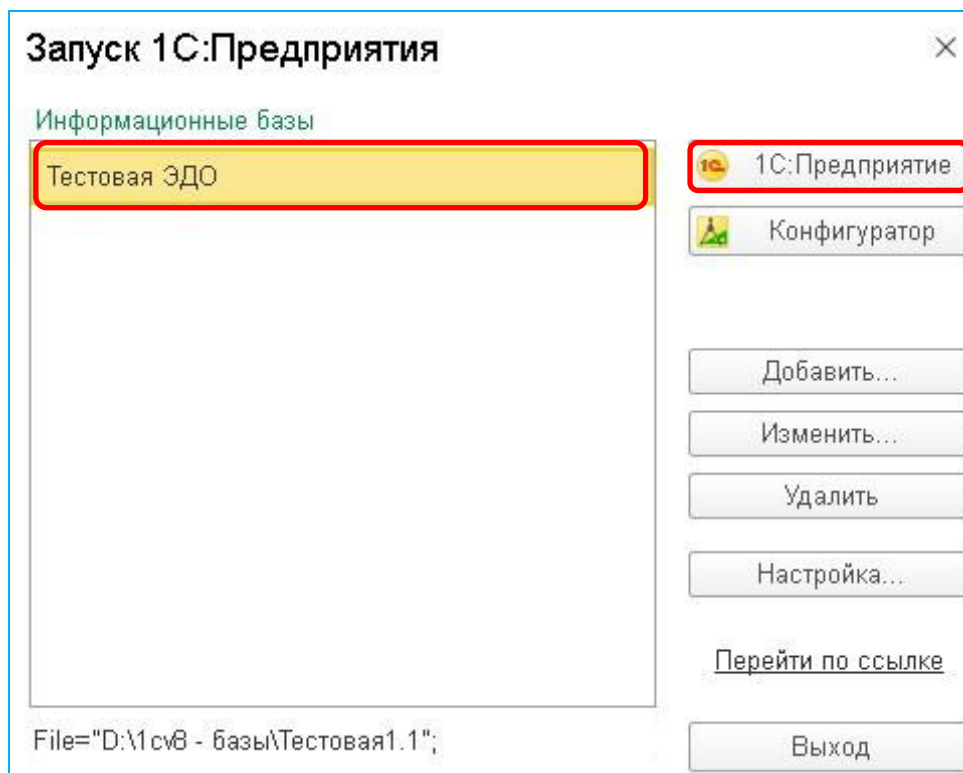 Запуск 1С:Предприятия
Информационные базы
Тестовая ЭДО
1С:Предприятие
Конфигуратор
Добавить...
Изменить...
Удалить
Настройка...
Перейти по ссылке
File="D:\1cv8 - базы\Тестовая1.1";
Выход